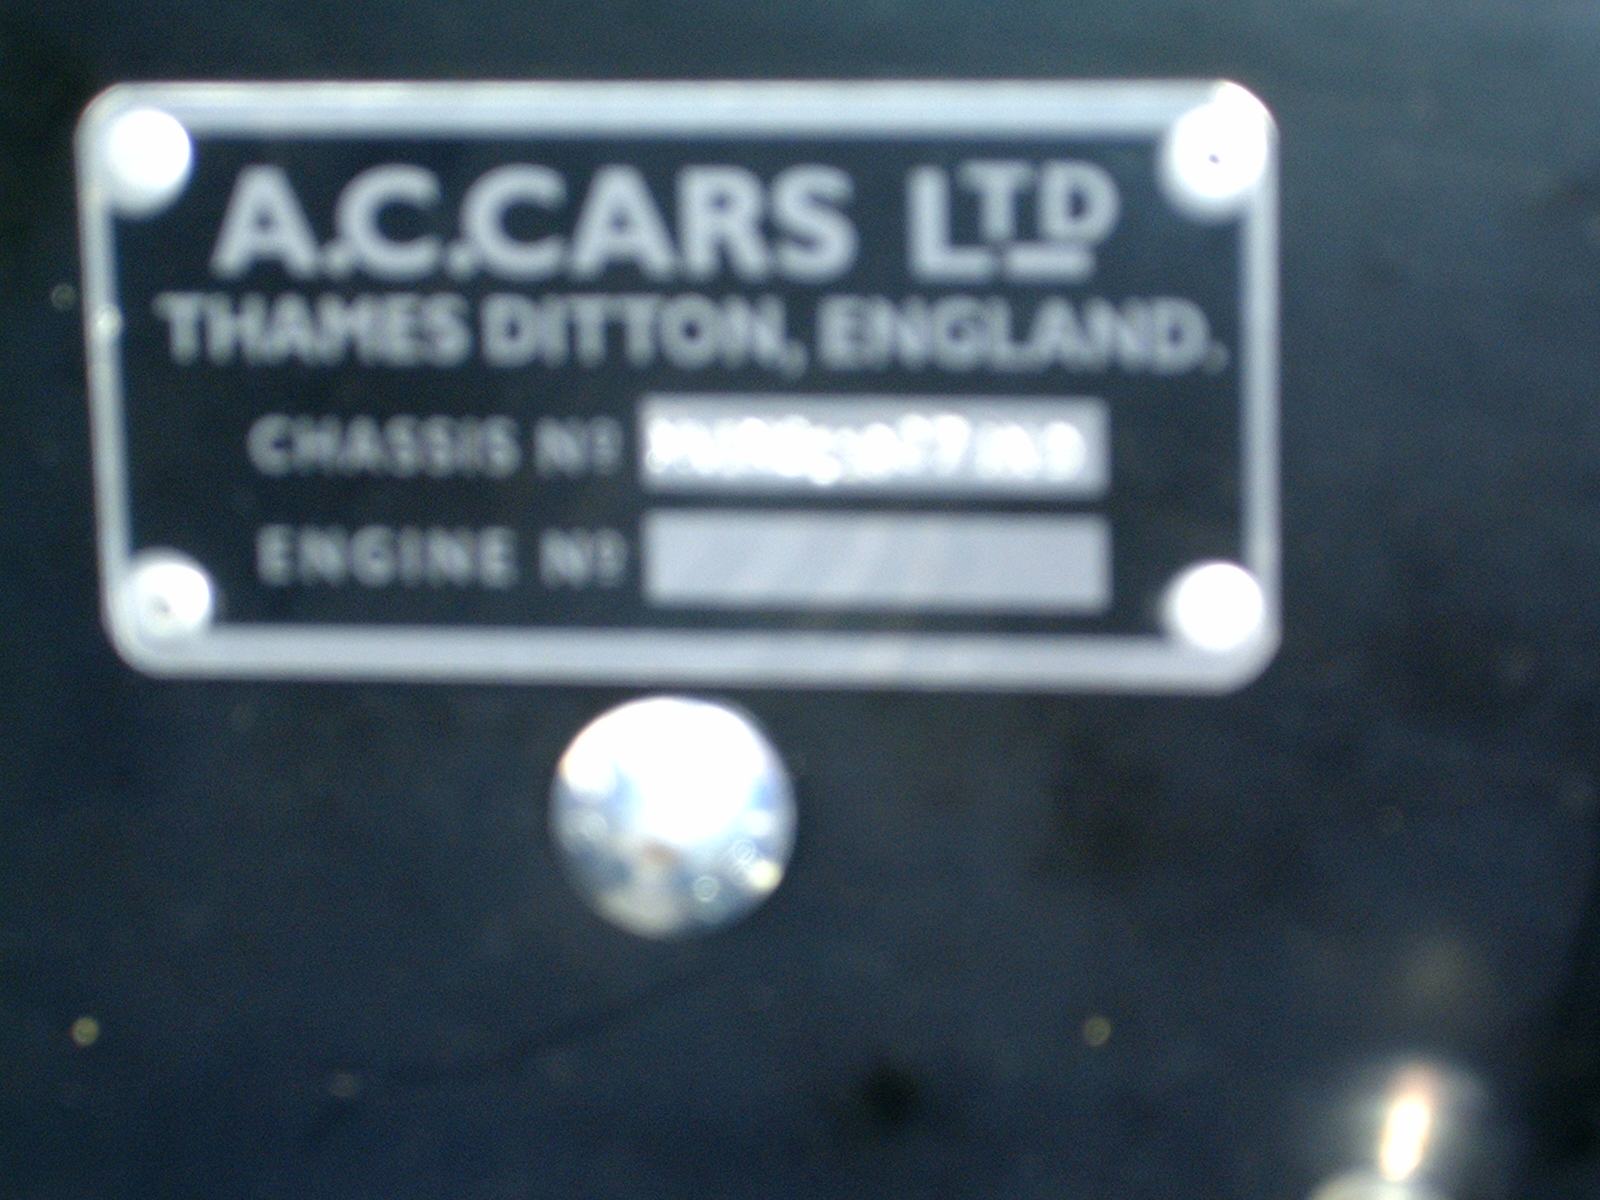 A.C.CARS LTD
THAMES DITTON, ENGLAND.
CHASSIS Nº
ENGINE Nº